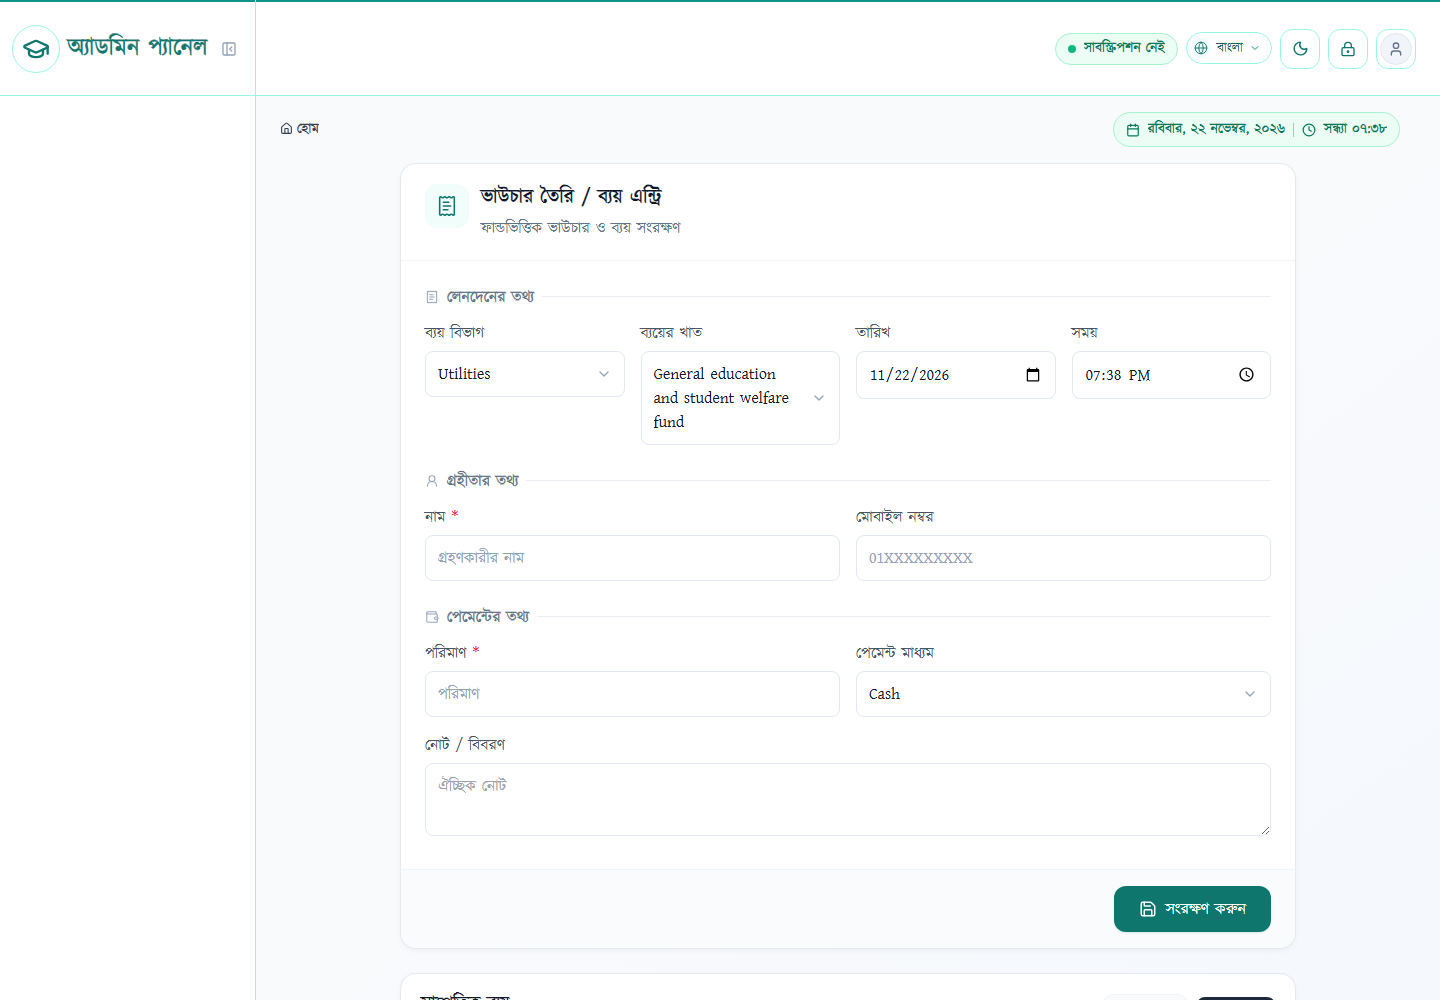 অ্যাডমিন প্যানেল
সাবস্ক্রিপশন নেই
বাংলা
হোম
রবিবার, ২২ নভেম্বর, ২০২৬ | সন্ধ্যা ০৭:৩৮
ভাউচার তৈরি / ব্যয় এন্ট্রি
ফান্ডভিত্তিক ভাউচার ও ব্যয় সংরক্ষণ
লেনদেনের তথ্য
ব্যয় বিভাগ
ব্যয়ের খাত
তারিখ
সময়
Utilities
General education
and student welfare
fund
11/22/2026
07:38 PM
গ্রহীতার তথ্য
নাম *
মোবাইল নম্বর
গ্রহণকারীর নাম
01XXXXXXXXX
পেমেন্টের তথ্য
পরিমাণ *
পেমেন্ট মাধ্যম
পরিমাণ
Cash
নোট / বিবরণ
ঐচ্ছিক নোট
সংরক্ষণ করুন